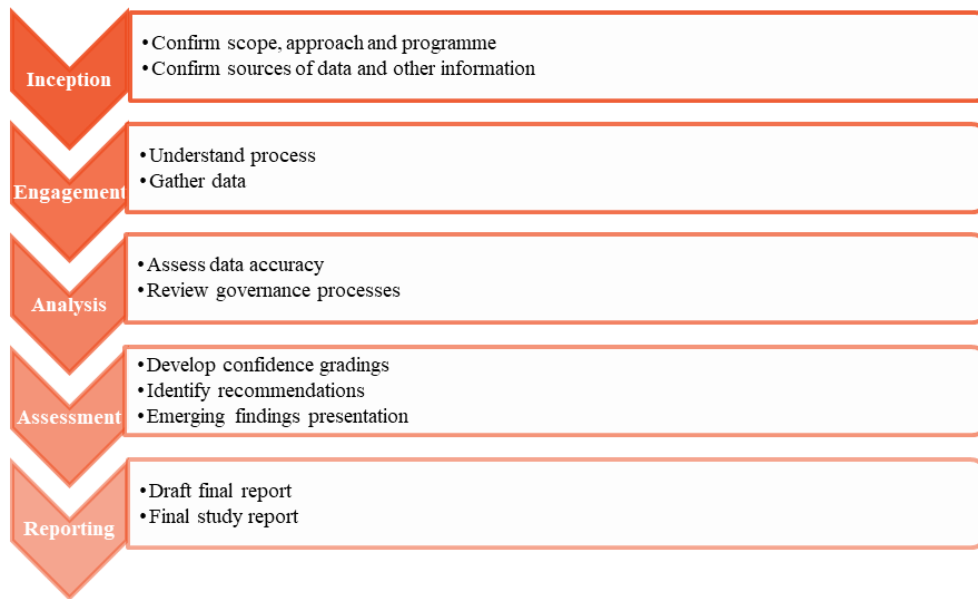 Inception
•Confirm scope, approach and programme
•Confirm sources of data and other information
Engagement
•Understand process
•Gather data
Analysis
•Assess data accuracy
•Review governance processes
Assessment
•Develop confidence gradings
•Identify recommendations
•Emerging findings presentation
Reporting
•Draft final report
•Final study report